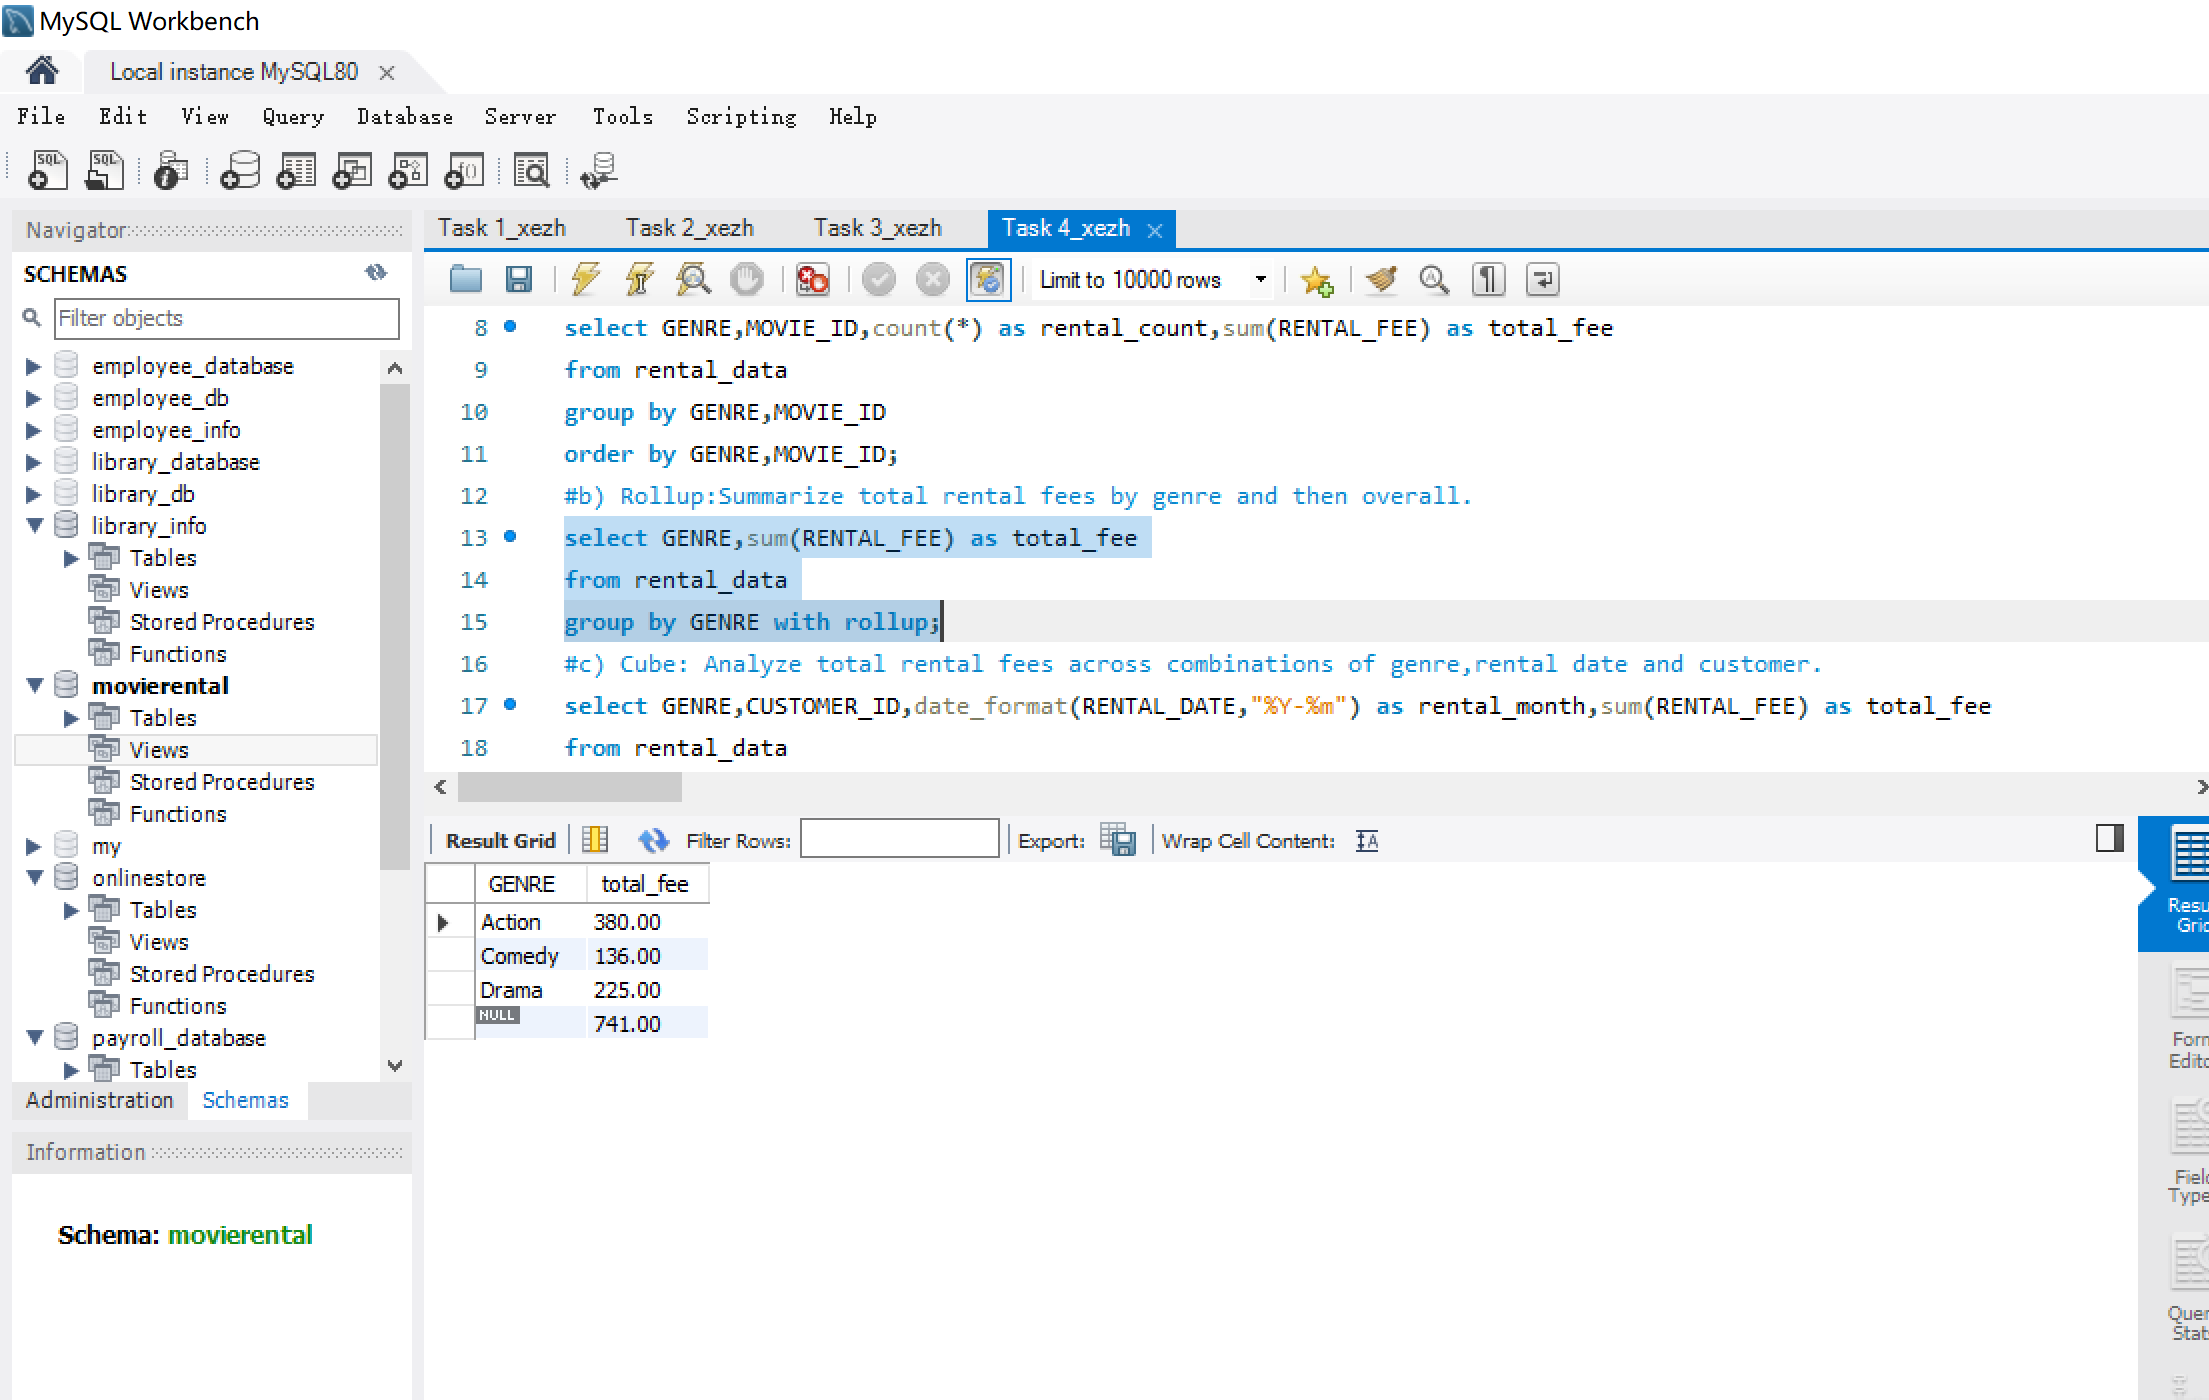 MySQL Workbench
Local instance MySQL80
File Edit View Query Database Server Tools Scripting Help
Navigator
SCHEMAS
Filter objects
employee_database
employee_db
employee_info
library_database
library_db
library_info
Tables
Views
Stored Procedures
Functions
movierental
Tables
Views
Stored Procedures
Functions
my
onlinestore
Tables
Views
Stored Procedures
Functions
payroll_database
Tables
Administration Schemas
Information
Schema: movierental
Task 1_xezh Task 2_xezh Task 3_xezh Task 4_xezh
Limit to 10000 rows
8 select GENRE,MOVIE_ID,count(*) as rental_count,sum(RENTAL_FEE) as total_fee
9 from rental_data
10 group by GENRE,MOVIE_ID
11 order by GENRE,MOVIE_ID;
12 #b) Rollup:Summarize total rental fees by genre and then overall.
13 select GENRE,sum(RENTAL_FEE) as total_fee
14 from rental_data
15 group by GENRE with rollup;
16 #c) Cube: Analyze total rental fees across combinations of genre,rental date and customer.
17 select GENRE,CUSTOMER_ID,date_format(RENTAL_DATE,"%Y-%m") as rental_month,sum(RENTAL_FEE) as total_fee
18 from rental_data
Result Grid Filter Rows: Export: Wrap Cell Content:
GENRE total_fee
Action 380.00
Comedy 136.00
Drama 225.00
NULL 741.00